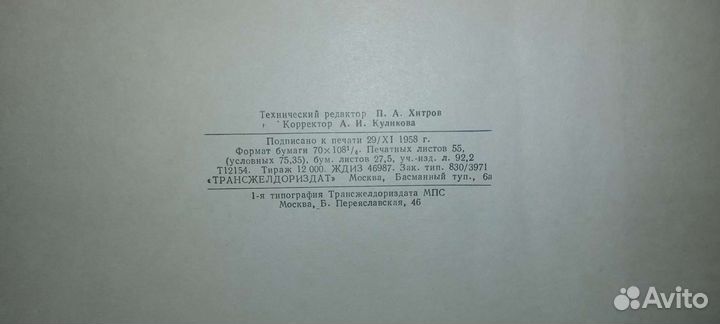 Технический редактор П. А. Хитров
Корректор А. И. Куликова
Подписано к печати 29/XI 1958 г.
Формат бумаги 70×108¹/₄. Печатных листов 55,
(условных 75,35), бум. листов 27,5, уч.-изд. л. 92,2
Т12154. Тираж 12 000. ЖДИЗ 46987. Зак. тип. 830/3971
«ТРАНСЖЕЛДОРИЗДАТ» Москва, Басманный туп., 6а
1-я типография Трансжелдориздата МПС
Москва, Б. Переяславская, 46
Avito